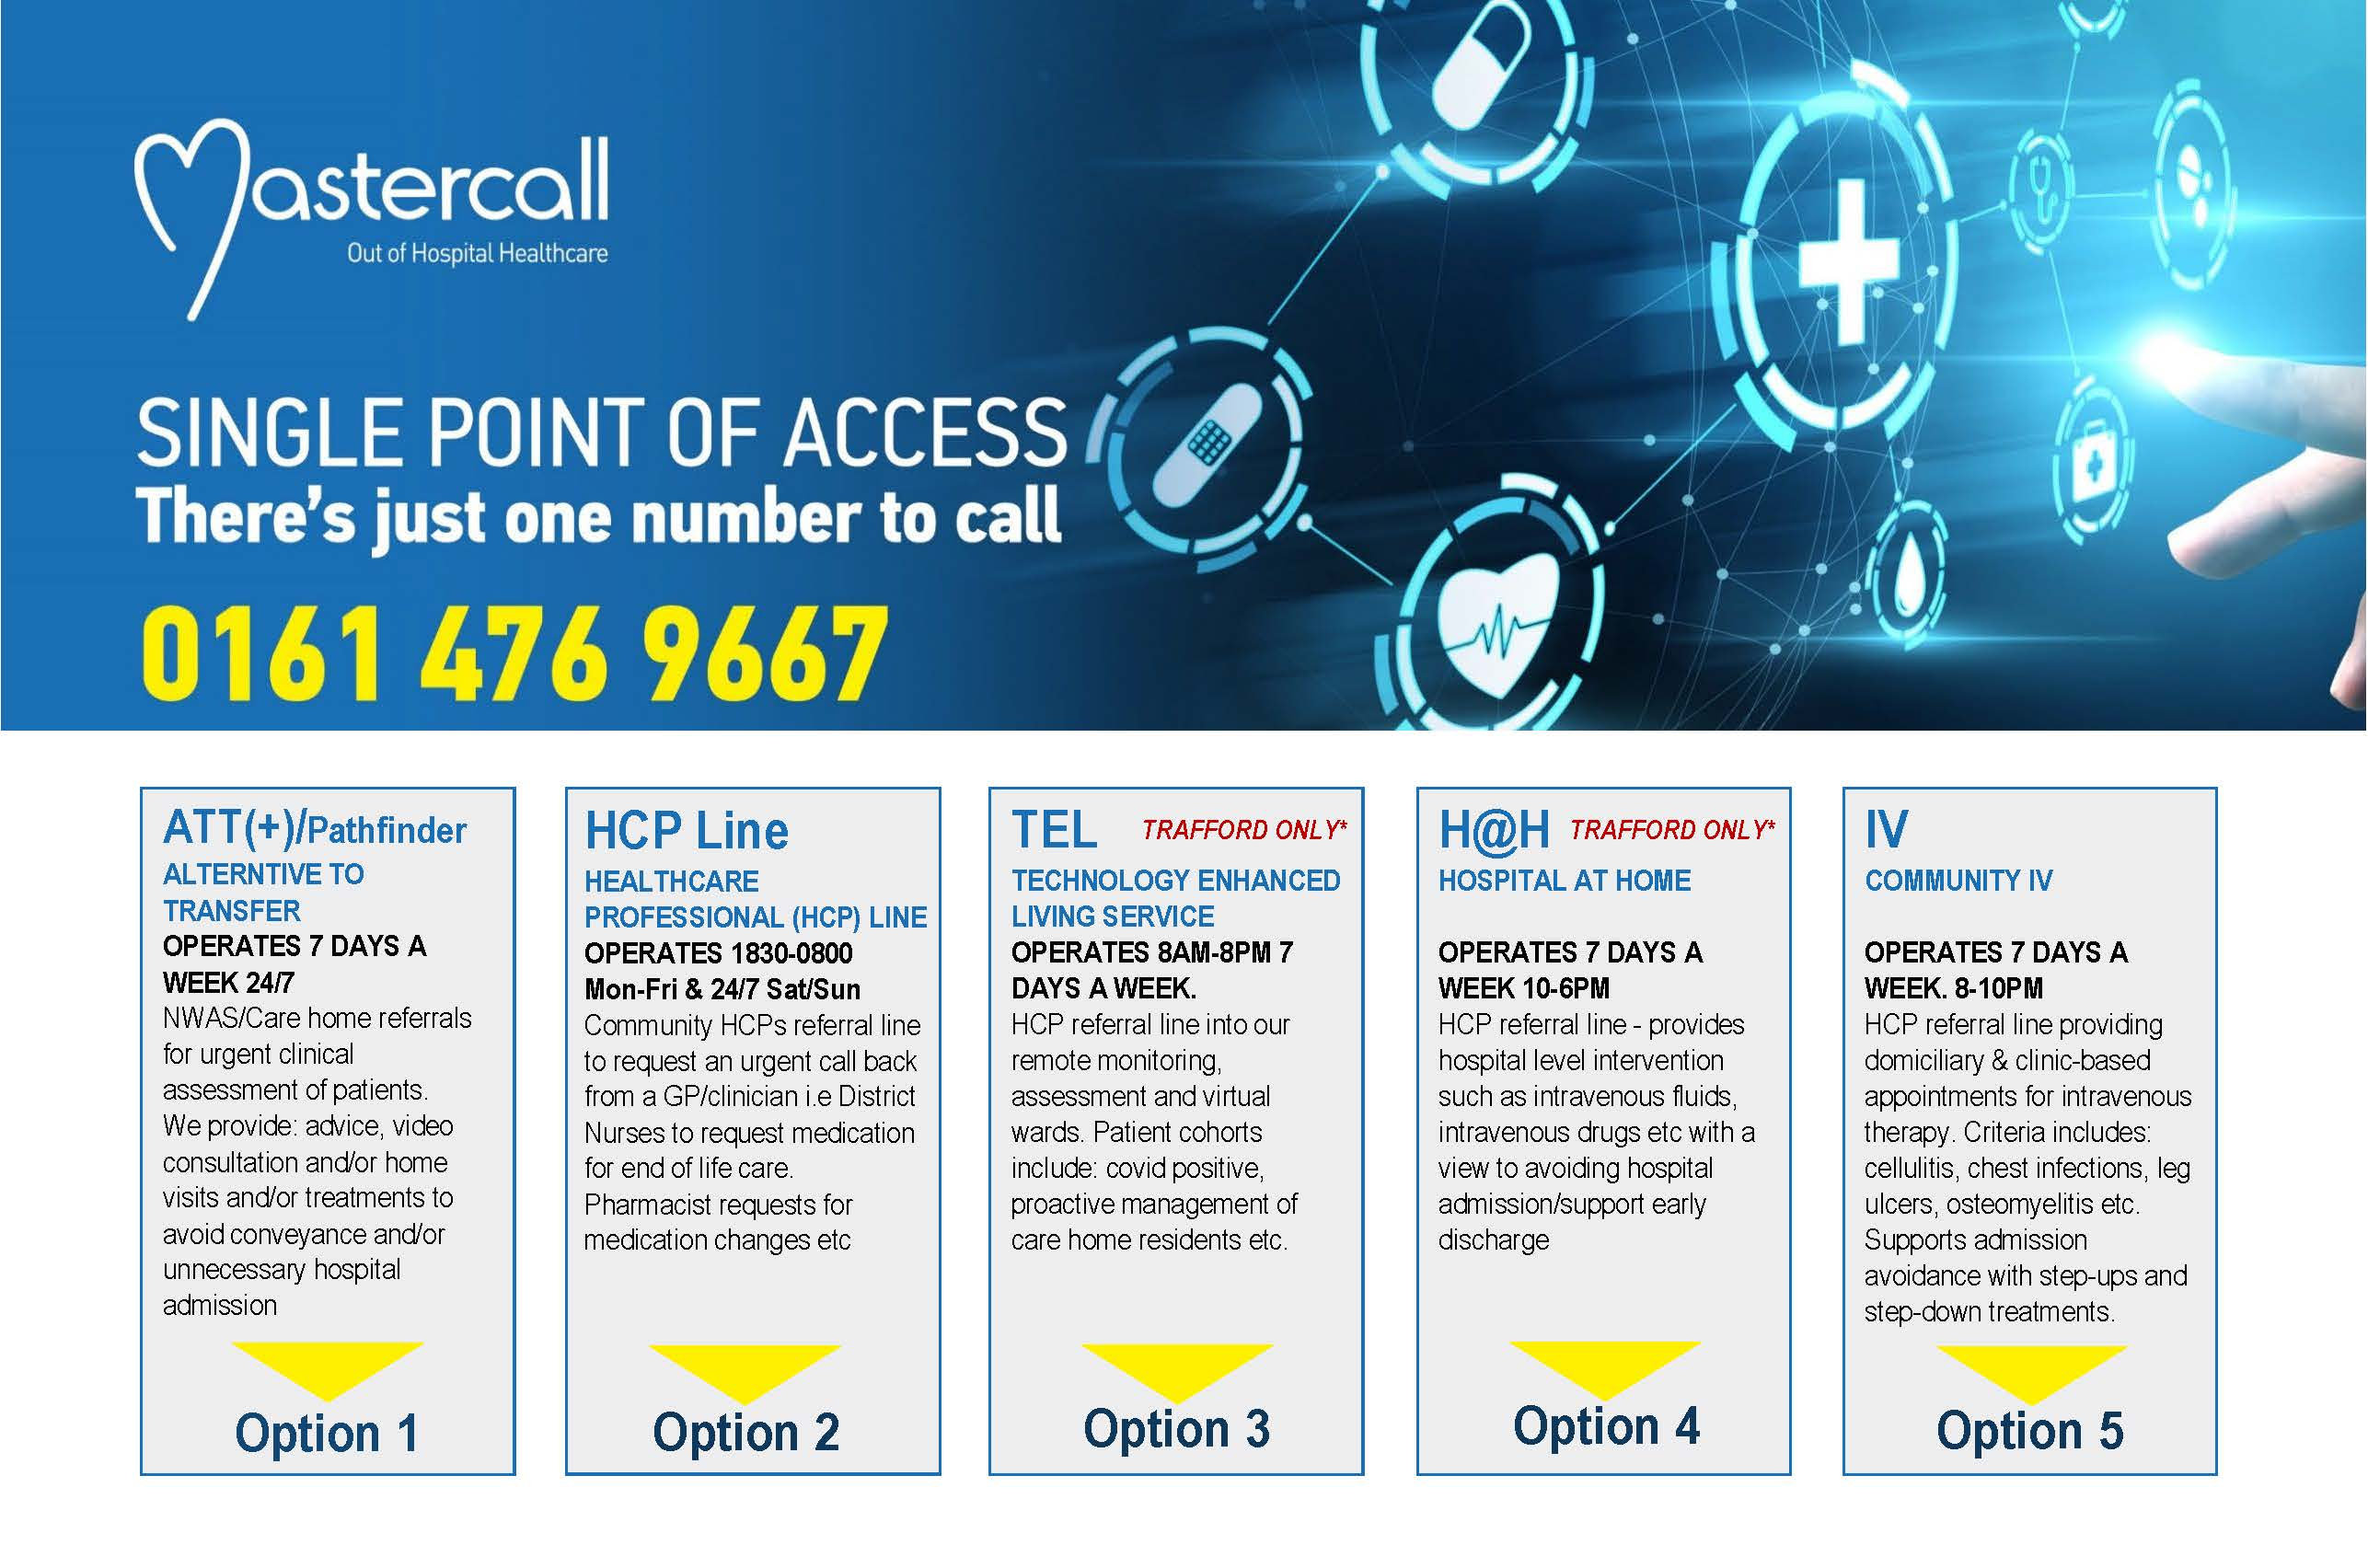 Mastercall
Out of Hospital Healthcare
SINGLE POINT OF ACCESS
There's just one number to call
0161 476 9667
ATT(+)/Pathfinder
ALTERNTIVE TO
TRANSFER
OPERATES 7 DAYS A
WEEK 24/7
NWAS/Care home referrals
for urgent clinical
assessment of patients.
We provide: advice, video
consultation and/or home
visits and/or treatments to
avoid conveyance and/or
unnecessary hospital
admission
Option 1
HCP Line
HEALTHCARE
PROFESSIONAL (HCP) LINE
OPERATES 1830-0800
Mon-Fri & 24/7 Sat/Sun
Community HCPs referral line
to request an urgent call back
from a GP/clinician i.e District
Nurses to request medication
for end of life care.
Pharmacist requests for
medication changes etc
Option 2
TEL TRAFFORD ONLY*
TECHNOLOGY ENHANCED
LIVING SERVICE
OPERATES 8AM-8PM 7
DAYS A WEEK.
HCP referral line into our
remote monitoring,
assessment and virtual
wards. Patient cohorts
include: covid positive,
proactive management of
care home residents etc.
Option 3
H@H TRAFFORD ONLY*
HOSPITAL AT HOME
OPERATES 7 DAYS A
WEEK 10-6PM
HCP referral line - provides
hospital level intervention
such as intravenous fluids,
intravenous drugs etc with a
view to avoiding hospital
admission/support early
discharge
Option 4
IV
COMMUNITY IV
OPERATES 7 DAYS A
WEEK. 8-10PM
HCP referral line providing
domiciliary & clinic-based
appointments for intravenous
therapy. Criteria includes:
cellulitis, chest infections, leg
ulcers, osteomyelitis etc.
Supports admission
avoidance with step-ups and
step-down treatments.
Option 5